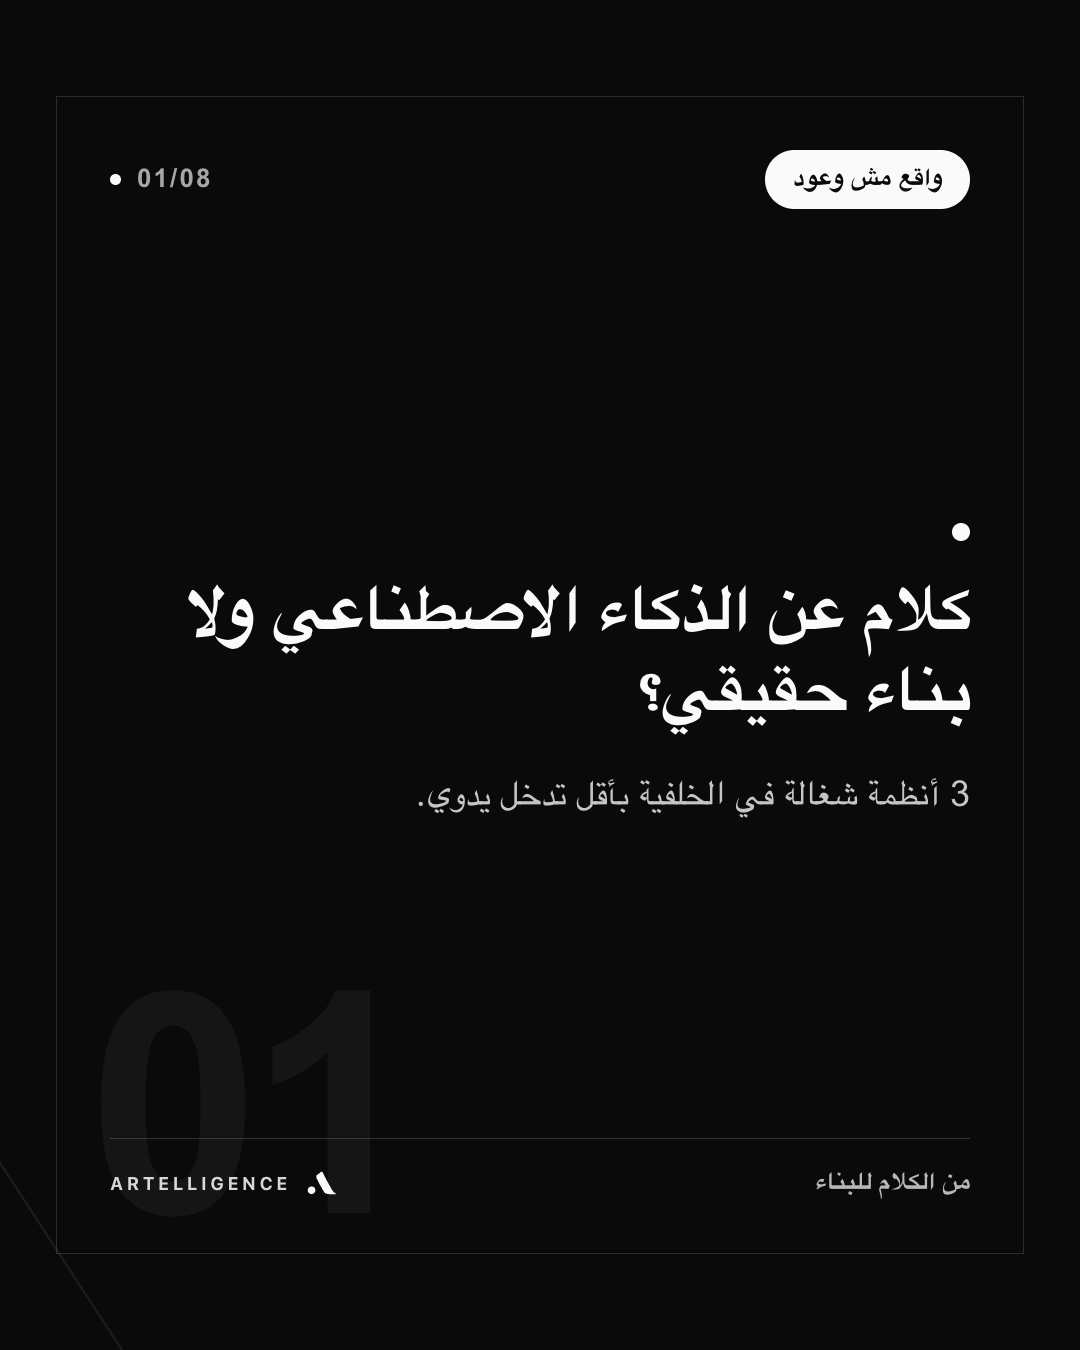 واقع مش وعود
01/08
كلام عن الذكاء الاصطناعي ولا
بناء حقيقي؟
3 أنظمة شغالة في الخلفية بأقل تدخل يدوي.
01
من الكلام للبناء
ARTELLIGENCE